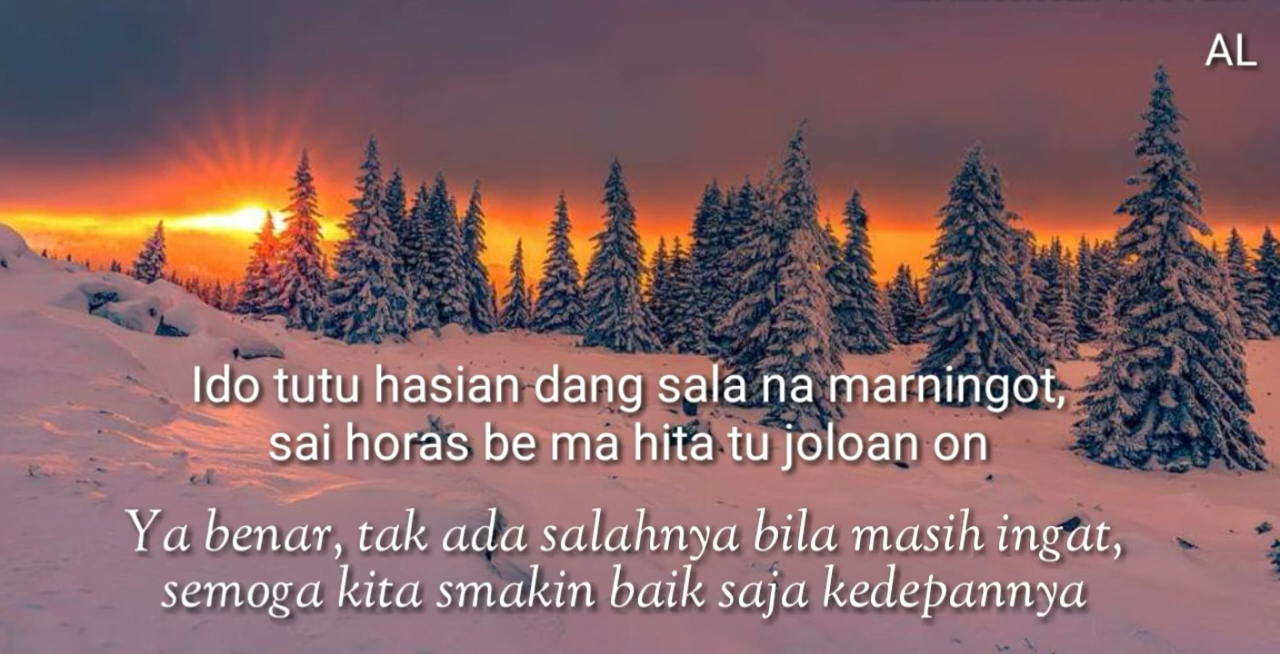 AL
Ido tutu hasian dang sala na marningot,
sai horas be ma hita tu joloan on
Ya benar, tak ada salahnya bila masih ingat,
semoga kita smakin baik saja kedepannya